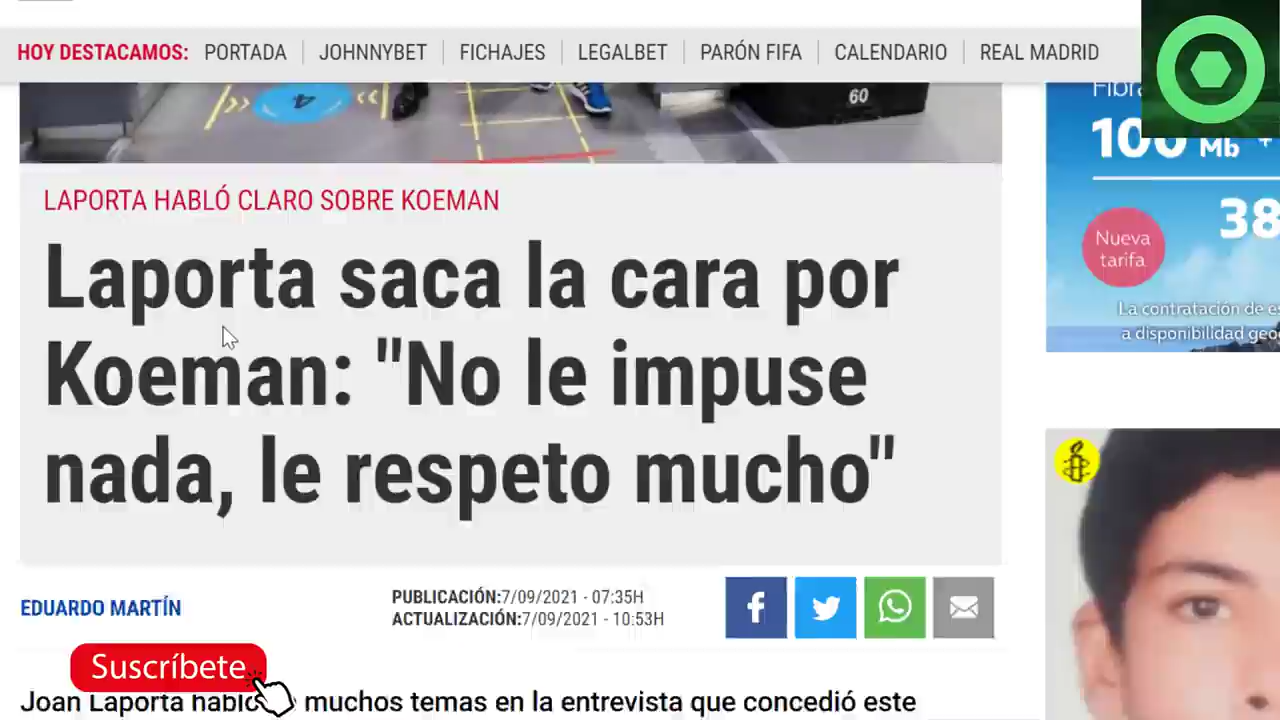 HOY DESTACAMOS: PORTADA JOHNNYBET FICHAJES LEGALBET PARÓN FIFA CALENDARIO REAL MADRID
4
60
100 Mb +
38
Nueva
tarifa
La contratación de
a disponibilidad
LAPORTA HABLÓ CLARO SOBRE KOEMAN
Laporta saca la cara por
Koeman: "No le impuse
nada, le respeto mucho"
EDUARDO MARTÍN
PUBLICACIÓN:7/09/2021 - 07:35H
ACTUALIZACIÓN:7/09/2021 - 10:53H
Suscríbete
Joan Laporta habló muchos temas en la entrevista que concedió este